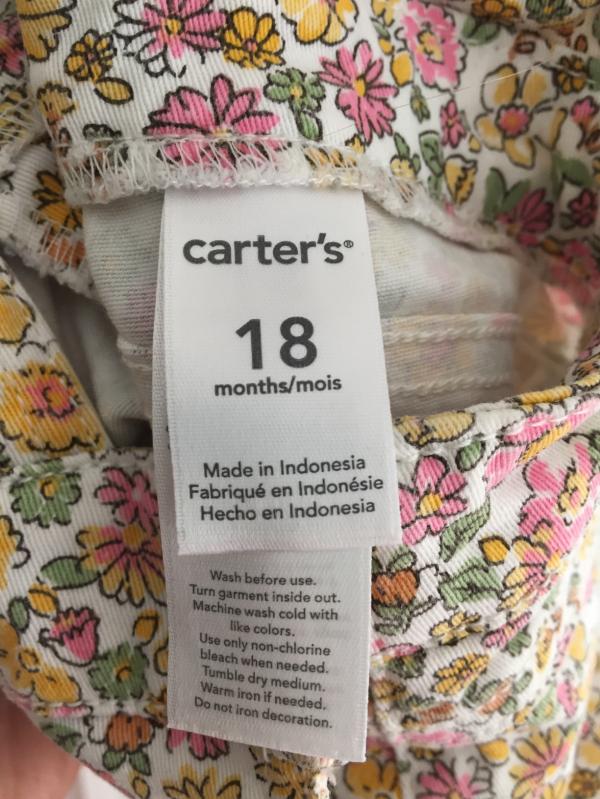 carter's®
18
months/mois
Made in Indonesia
Fabriqué en Indonésie
Hecho en Indonesia
Wash before use.
Turn garment inside out.
Machine wash cold with
like colors.
Use only non-chlorine
bleach when needed.
Tumble dry medium.
Warm iron if needed.
Do not iron decoration.